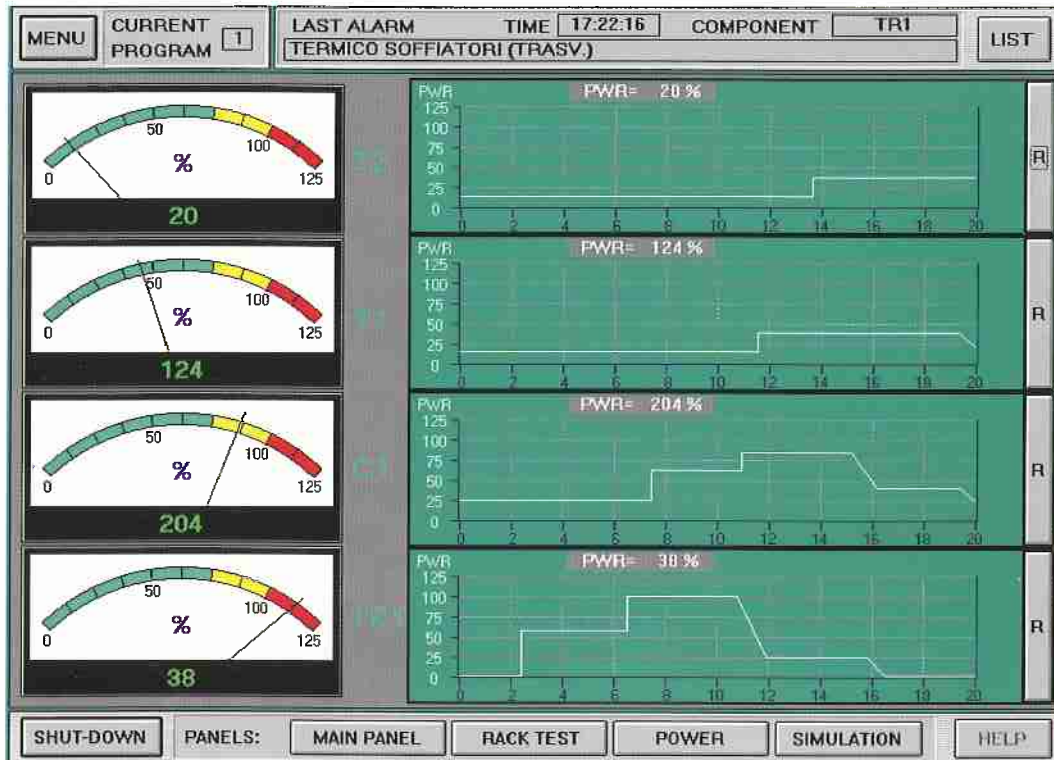 MENU
CURRENT PROGRAM 1
LAST ALARM TIME 17:22:16 COMPONENT TR1
TERMICO SOFFIATORI (TRASV.)
LIST
0 50 100 125
%
20
PWR PWR= 20 %
125
100
75
50
25
0
0 2 4 6 8 10 12 14 16 18 20
R
0 50 100 125
%
124
PWR PWR= 124 %
125
100
75
50
25
0
0 2 4 6 8 10 12 14 16 18 20
R
0 50 100 125
%
204
PWR PWR= 204 %
125
100
75
50
25
0
0 2 4 6 8 10 12 14 16 18 20
R
0 50 100 125
%
38
PWR PWR= 38 %
125
100
75
50
25
0
0 2 4 6 8 10 12 14 16 18 20
R
SHUT-DOWN PANELS: MAIN PANEL RACK TEST POWER SIMULATION HELP